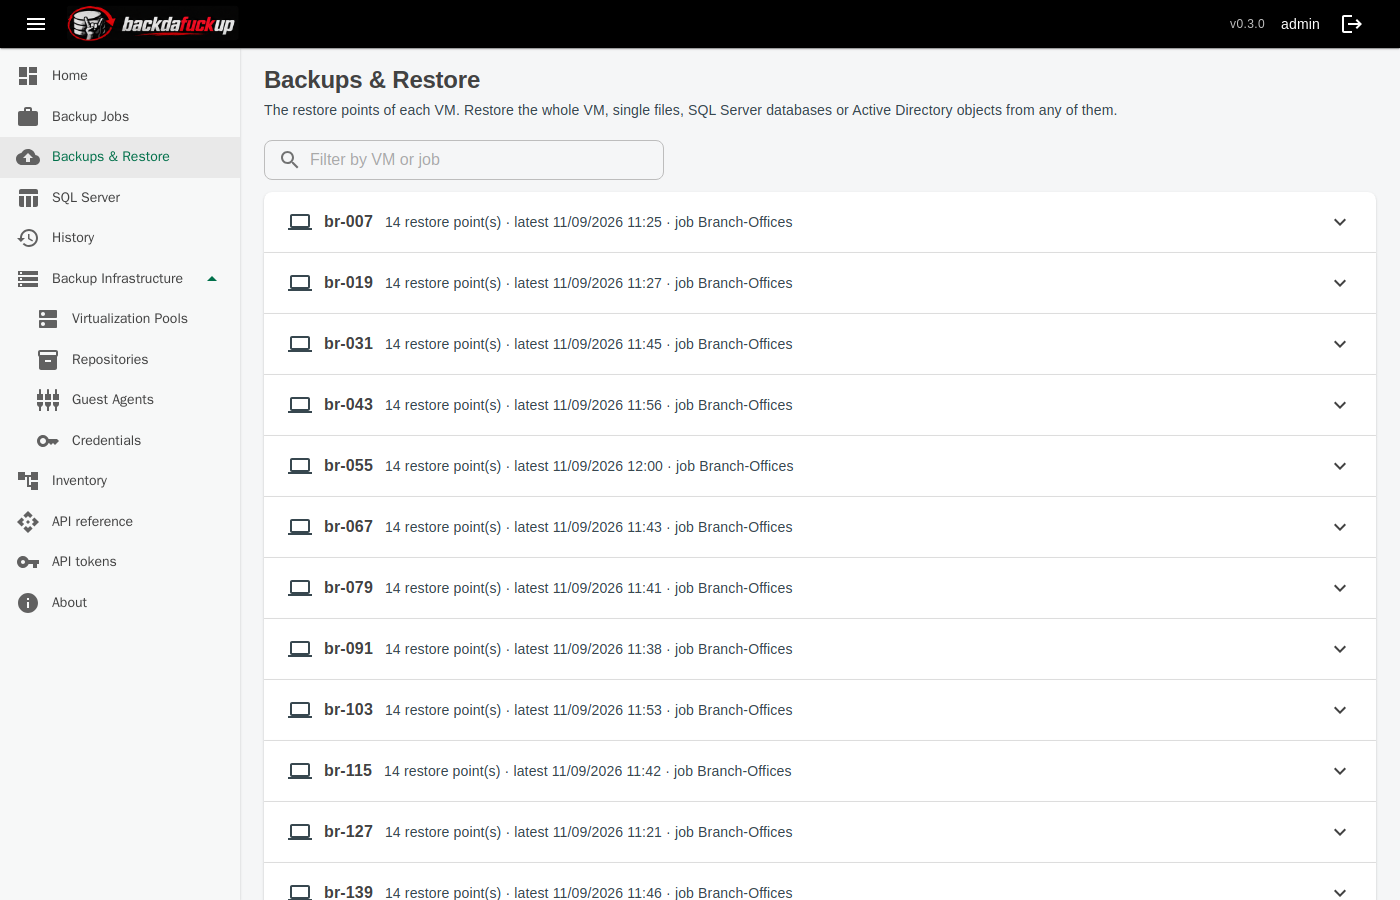 backdafuckup
v0.3.0 admin
Home
Backup Jobs
Backups & Restore
SQL Server
History
Backup Infrastructure
Virtualization Pools
Repositories
Guest Agents
Credentials
Inventory
API reference
API tokens
About
Backups & Restore
The restore points of each VM. Restore the whole VM, single files, SQL Server databases or Active Directory objects from any of them.
Filter by VM or job
br-007 14 restore point(s) · latest 11/09/2026 11:25 · job Branch-Offices
br-019 14 restore point(s) · latest 11/09/2026 11:27 · job Branch-Offices
br-031 14 restore point(s) · latest 11/09/2026 11:45 · job Branch-Offices
br-043 14 restore point(s) · latest 11/09/2026 11:56 · job Branch-Offices
br-055 14 restore point(s) · latest 11/09/2026 12:00 · job Branch-Offices
br-067 14 restore point(s) · latest 11/09/2026 11:43 · job Branch-Offices
br-079 14 restore point(s) · latest 11/09/2026 11:41 · job Branch-Offices
br-091 14 restore point(s) · latest 11/09/2026 11:38 · job Branch-Offices
br-103 14 restore point(s) · latest 11/09/2026 11:53 · job Branch-Offices
br-115 14 restore point(s) · latest 11/09/2026 11:42 · job Branch-Offices
br-127 14 restore point(s) · latest 11/09/2026 11:21 · job Branch-Offices
br-139 14 restore point(s) · latest 11/09/2026 11:46 · job Branch-Offices